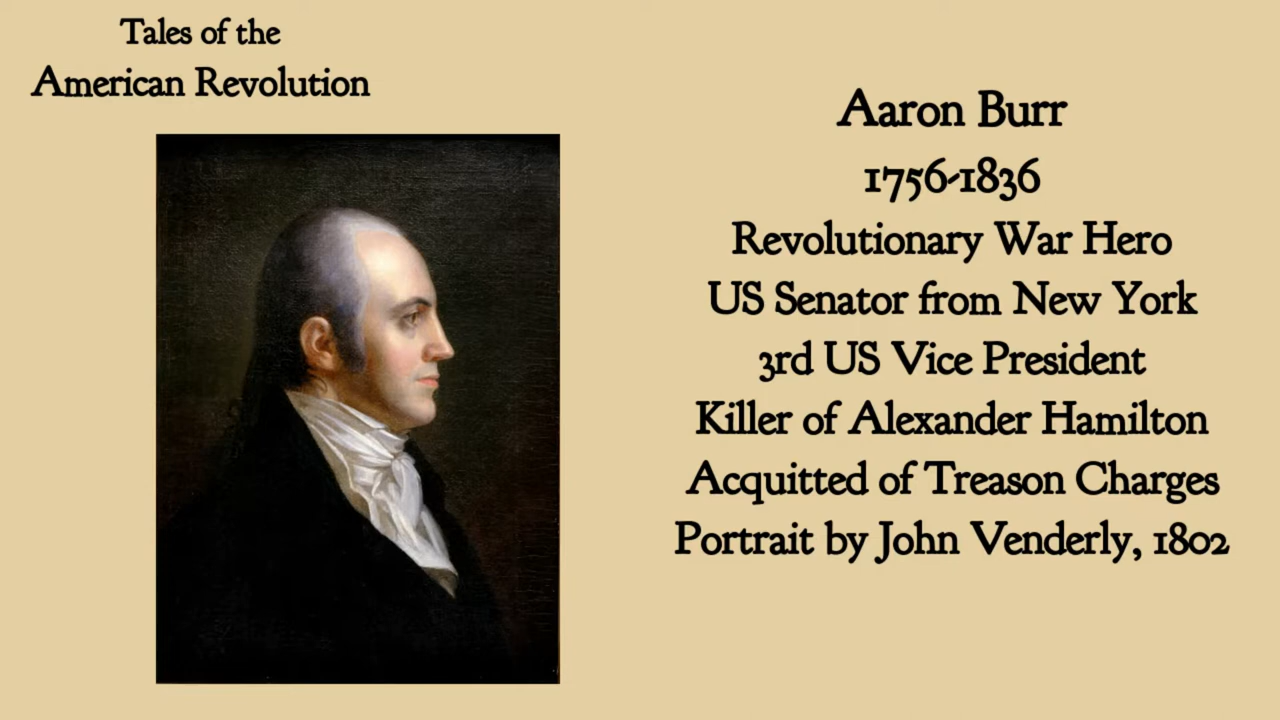 Tales of the
American Revolution
Aaron Burr
1756-1836
Revolutionary War Hero
US Senator from New York
3rd US Vice President
Killer of Alexander Hamilton
Acquitted of Treason Charges
Portrait by John Venderly, 1802